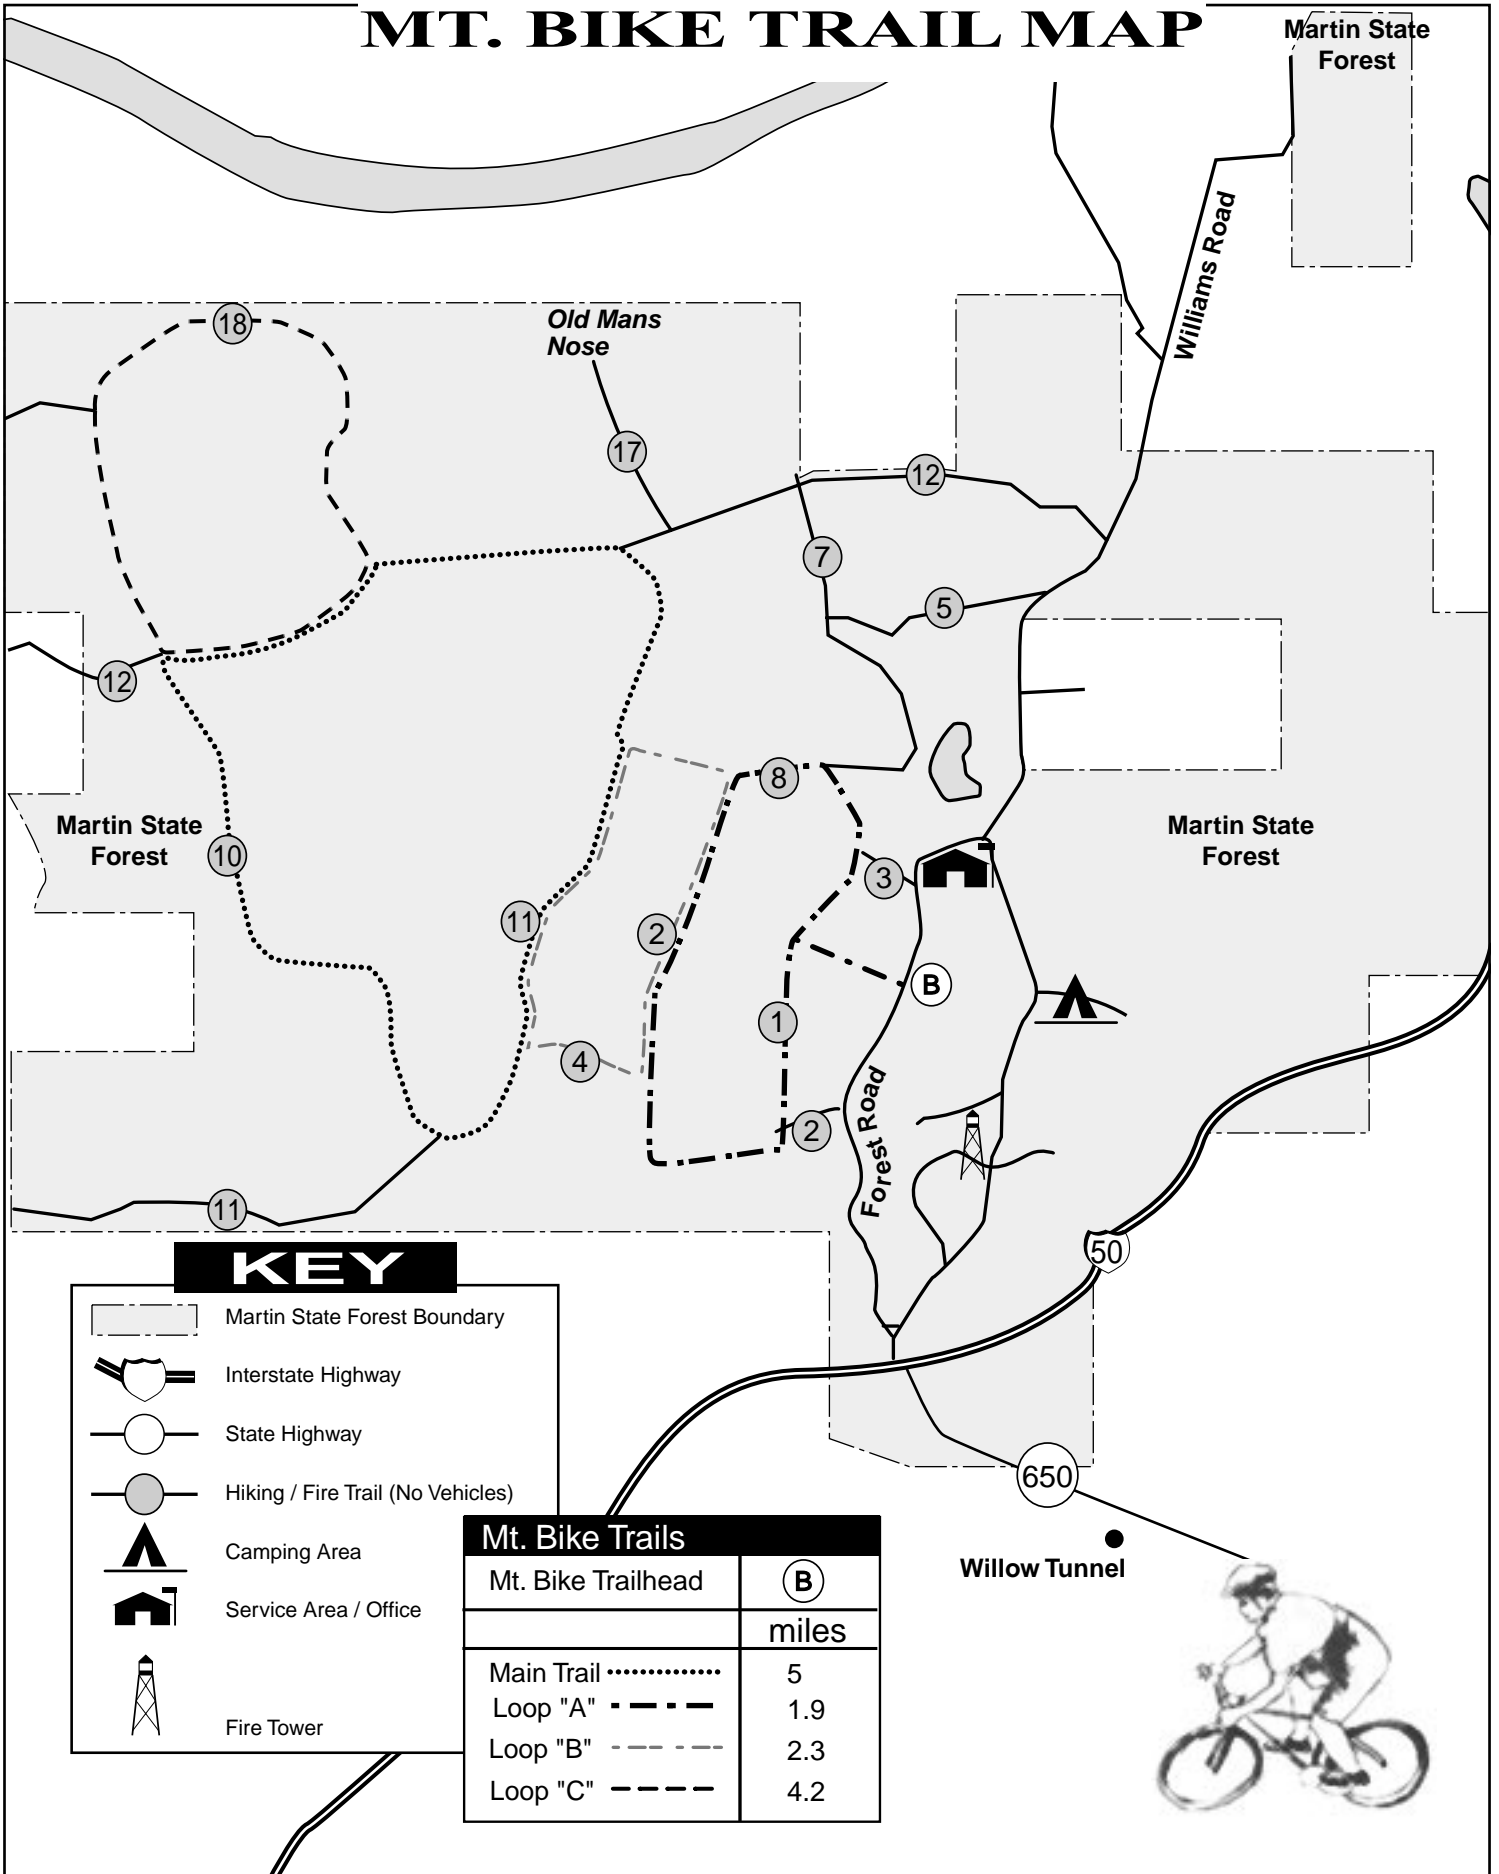 MT. BIKE TRAIL MAP
Martin State
Forest
Williams Road
18
Old Mans
Nose
17
12
7
5
12
8
Martin State
Forest
Martin State
Forest
10
3
11
2
B
1
4
Forest Road
2
11
50
KEY
Martin State Forest Boundary
Interstate Highway
State Highway
Hiking / Fire Trail (No Vehicles)
Camping Area
Service Area / Office
Fire Tower
650
Willow Tunnel
Mt. Bike Trails
Mt. Bike Trailhead B
miles
Main Trail 5
Loop "A" 1.9
Loop "B" 2.3
Loop "C" 4.2